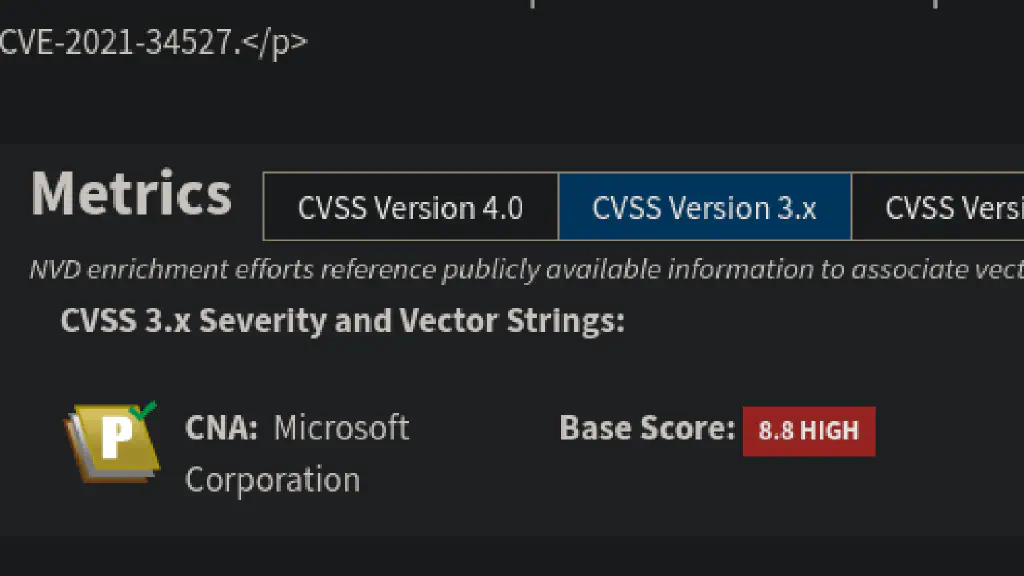 CVE-2021-34527.</p>
Metrics
CVSS Version 4.0
CVSS Version 3.x
CVSS Versi
NVD enrichment efforts reference publicly available information to associate vect
CVSS 3.x Severity and Vector Strings:
P
CNA: Microsoft
Corporation
Base Score: 8.8 HIGH